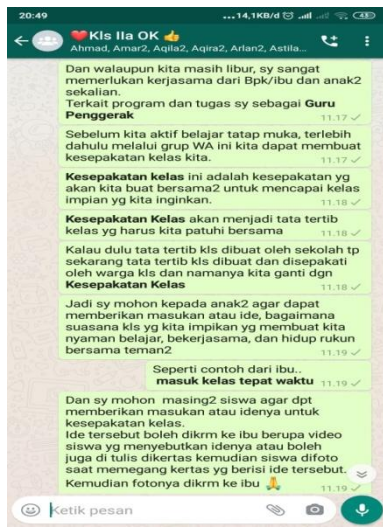 20:49 ...14,1KB/d 43
❤️Kls IIa OK 👍
Ahmad, Amar2, Aqila2, Aqira2, Arlan2, Astila...
Dan walaupun kita masih libur, sy sangat
memerlukan kerjasama dari Bpk/ibu dan anak2
sekalian.
Terkait program dan tugas sy sebagai Guru
Penggerak 11.17
Sebelum kita aktif belajar tatap muka, terlebih
dahulu melalui grup WA ini kita dapat membuat
kesepakatan kelas kita. 11.17
Kesepakatan kelas ini adalah kesepakatan yg
akan kita buat bersama2 untuk mencapai kelas
impian yg kita inginkan. 11.18
Kesepakatan Kelas akan menjadi tata tertib
kelas yg harus kita patuhi bersama 11.18
Kalau dulu tata tertib kls dibuat oleh sekolah tp
sekarang tata tertib kls dibuat dan disepakati
oleh warga kls dan namanya kita ganti dgn
Kesepakatan Kelas 11.18
Jadi sy mohon kepada anak2 agar dapat
memberikan masukan atau ide, bagaimana
suasana kls yg kita impikan yg membuat kita
nyaman belajar, bekerjasama, dan hidup rukun
bersama teman2 11.19
Seperti contoh dari ibu..
masuk kelas tepat waktu 11.19
Dan sy mohon masing2 siswa agar dpt
memberikan masukan atau idenya untuk
kesepakatan kelas.
Ide tersebut boleh dikrm ke ibu berupa video
siswa yg menyebutkan idenya atau boleh
juga di tulis dikertas kemudian siswa difoto
saat memegang kertas yg berisi ide tersebut.
Kemudian fotonya dikrm ke ibu 🙏 11.19
Ketik pesan